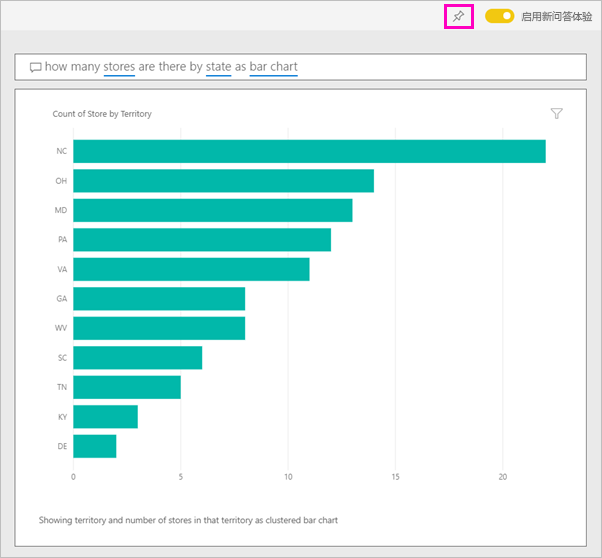 启用新问答体验
how many stores are there by state as bar chart
Count of Store by Territory
NC
OH
MD
PA
VA
GA
WV
SC
TN
KY
DE
0 5 10 15 20
Showing territory and number of stores in that territory as clustered bar chart